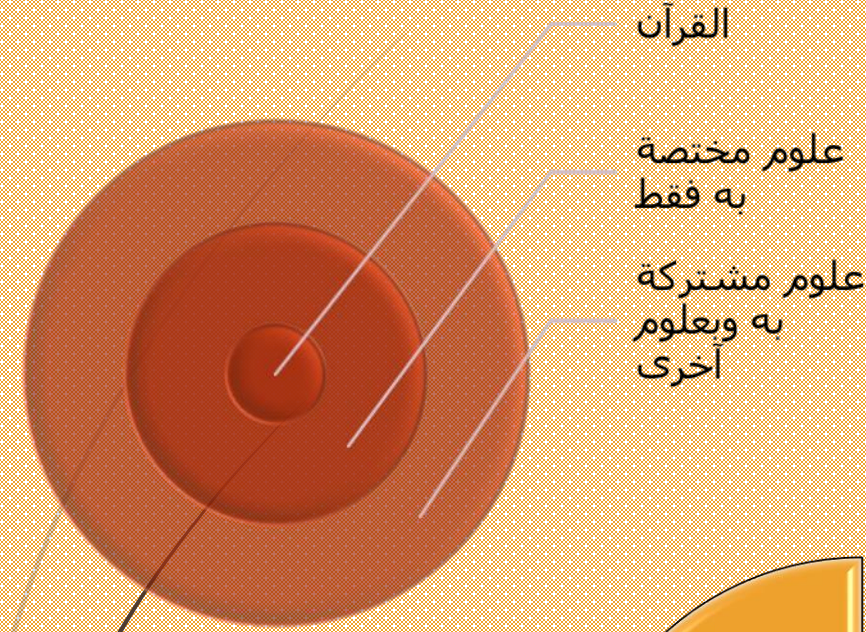 القرآن
علوم مختصة
به فقط
علوم مشتركة
به وبعلوم
آخرى